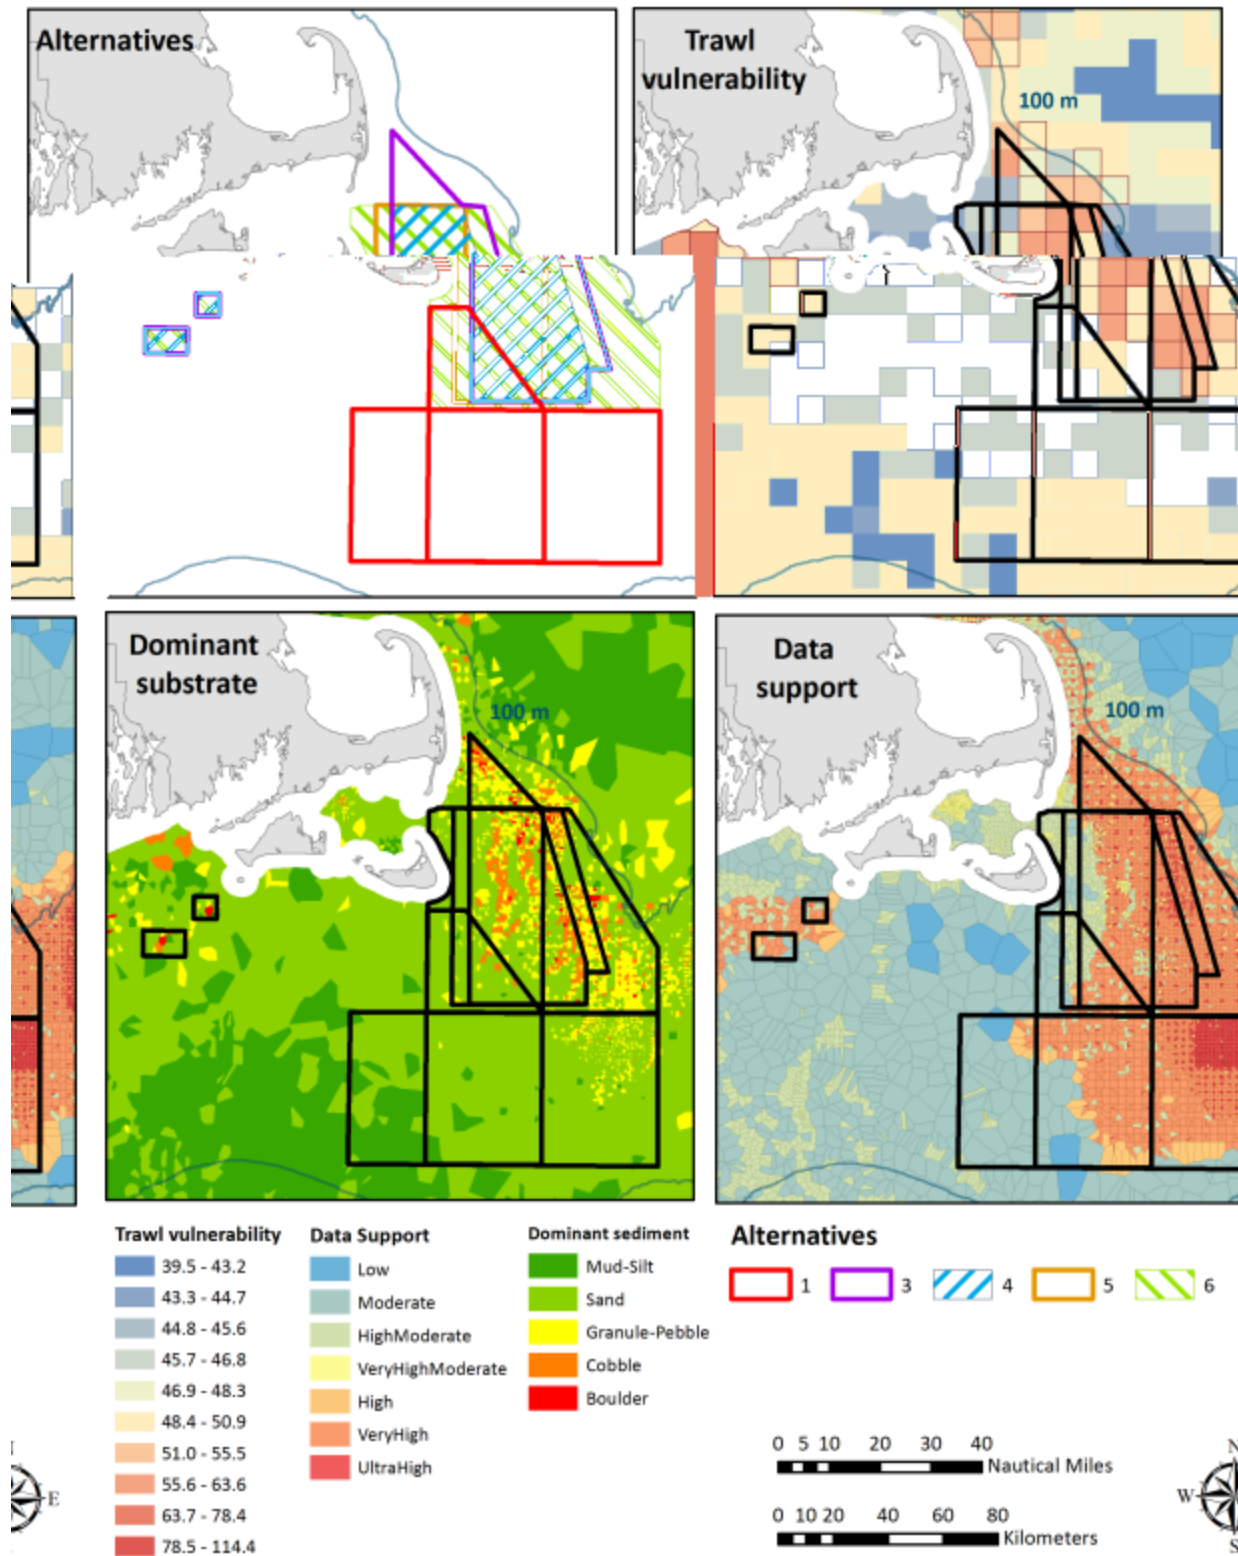 Alternatives
Trawl
vulnerability
100 m
Dominant
substrate
100 m
Data
support
100 m
Trawl vulnerability
39.5 - 43.2
43.3 - 44.7
44.8 - 45.6
45.7 - 46.8
46.9 - 48.3
48.4 - 50.9
51.0 - 55.5
55.6 - 63.6
63.7 - 78.4
78.5 - 114.4
Data Support
Low
Moderate
HighModerate
VeryHighModerate
High
VeryHigh
UltraHigh
Dominant sediment
Mud-Silt
Sand
Granule-Pebble
Cobble
Boulder
Alternatives
1 3 4 5 6
0 5 10 20 30 40
Nautical Miles
0 10 20 40 60 80
Kilometers
E
N
W
S